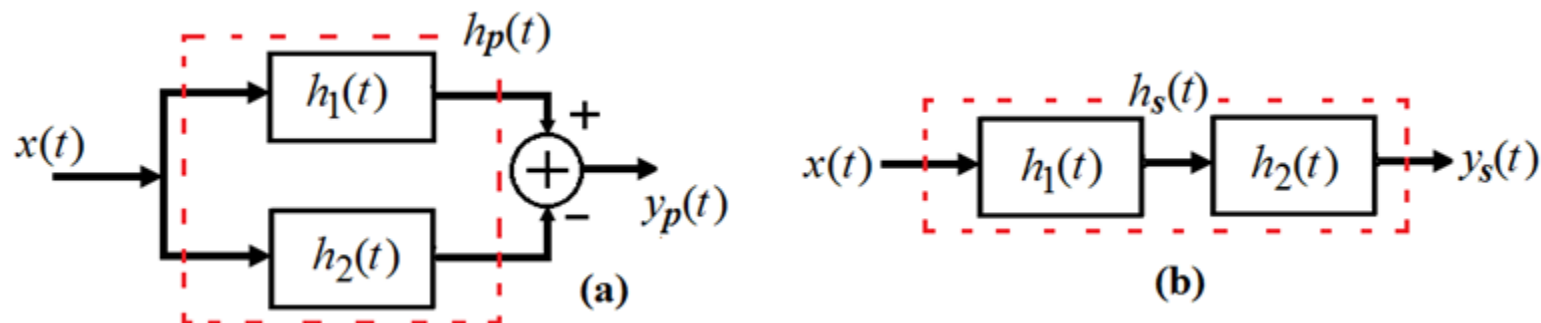 hp(t)
h1(t)
+
x(t)
+
yp(t)
−
h2(t)
(a)
hs(t)
x(t)
h1(t)
h2(t)
ys(t)
(b)